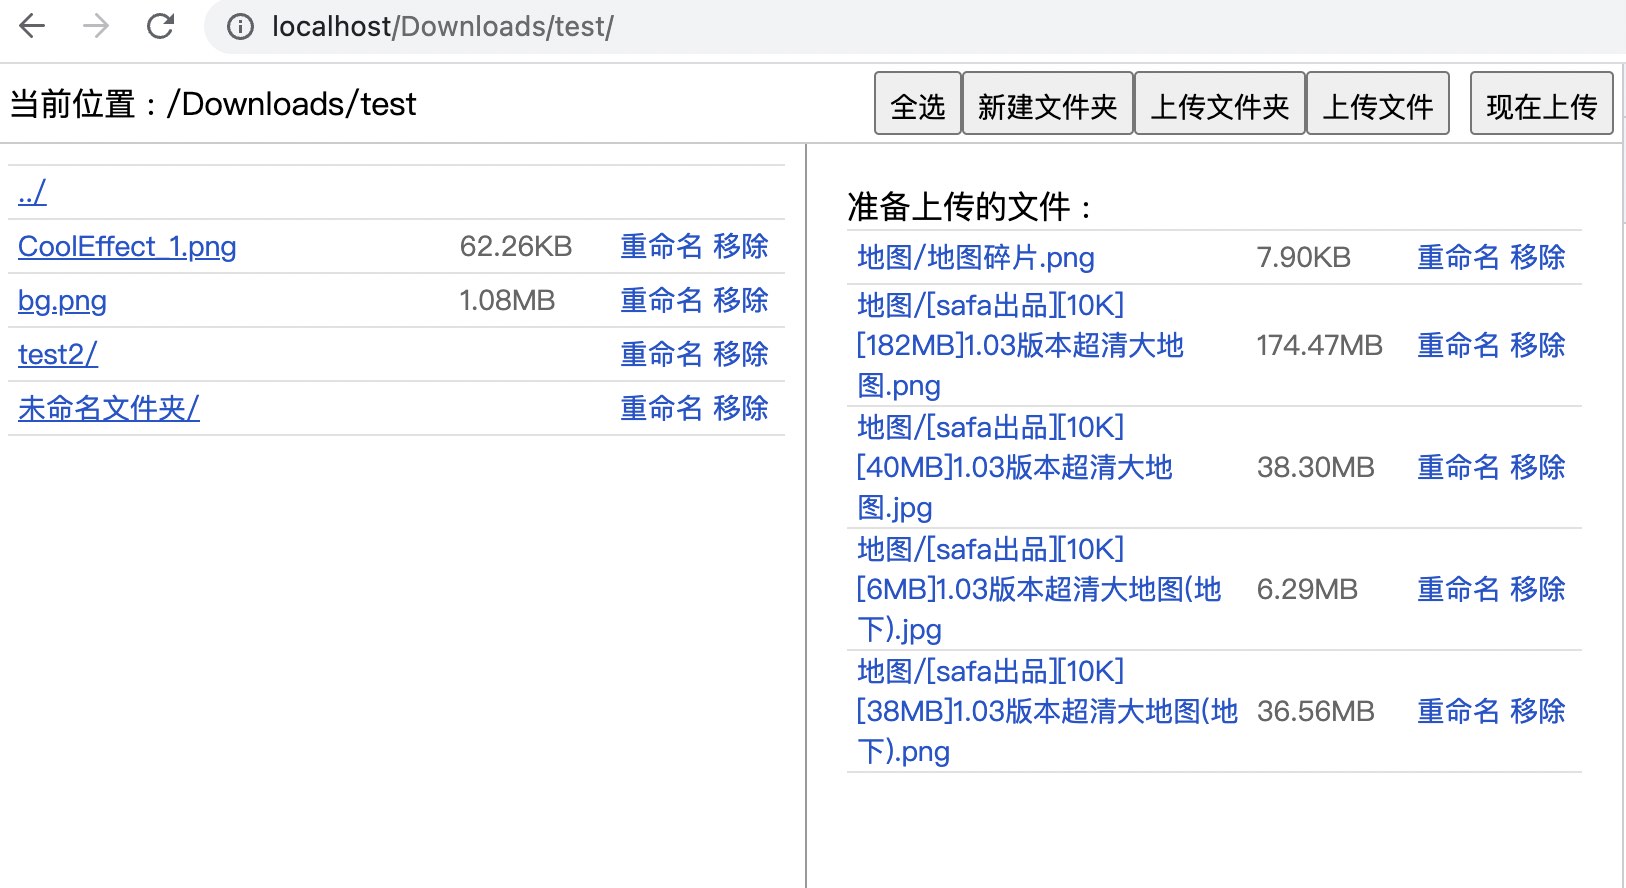 localhost/Downloads/test/
当前位置：/Downloads/test
全选 新建文件夹 上传文件夹 上传文件 现在上传
../
CoolEffect_1.png 62.26KB 重命名 移除
bg.png 1.08MB 重命名 移除
test2/ 重命名 移除
未命名文件夹/ 重命名 移除
准备上传的文件：
地图/地图碎片.png 7.90KB 重命名 移除
地图/[safa出品][10K]
[182MB]1.03版本超清大地 174.47MB 重命名 移除
图.png
地图/[safa出品][10K]
[40MB]1.03版本超清大地 38.30MB 重命名 移除
图.jpg
地图/[safa出品][10K]
[6MB]1.03版本超清大地图(地 6.29MB 重命名 移除
下).jpg
地图/[safa出品][10K]
[38MB]1.03版本超清大地图(地 36.56MB 重命名 移除
下).png